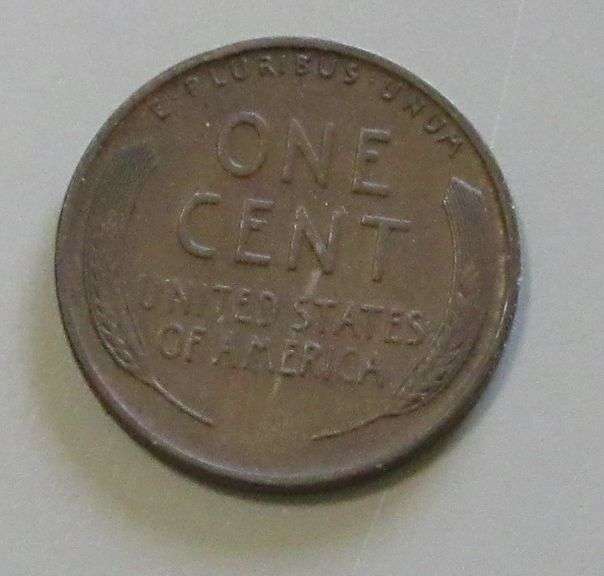 E·PLURIBUS·UNUM
ONE
CENT
UNITED STATES
OF AMERICA